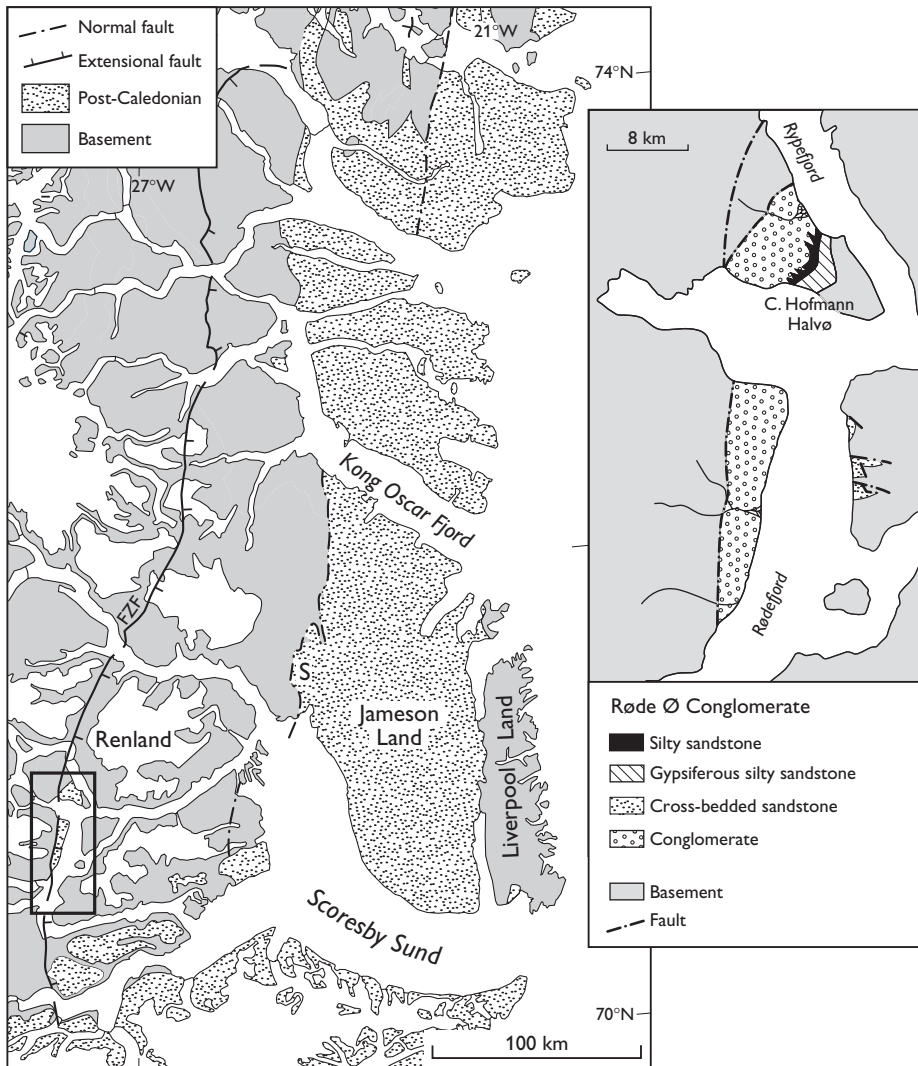 Normal fault
Extensional fault
Post-Caledonian
Basement
21°W
74°N
27°W
Kong Oscar Fjord
FZF
S
Jameson
Land
Liverpool Land
Renland
Scoresby Sund
70°N
100 km
8 km
Rypefjord
C. Hofmann
Halvø
Rødefjord
Røde Ø Conglomerate
Silty sandstone
Gypsiferous silty sandstone
Cross-bedded sandstone
Conglomerate
Basement
Fault